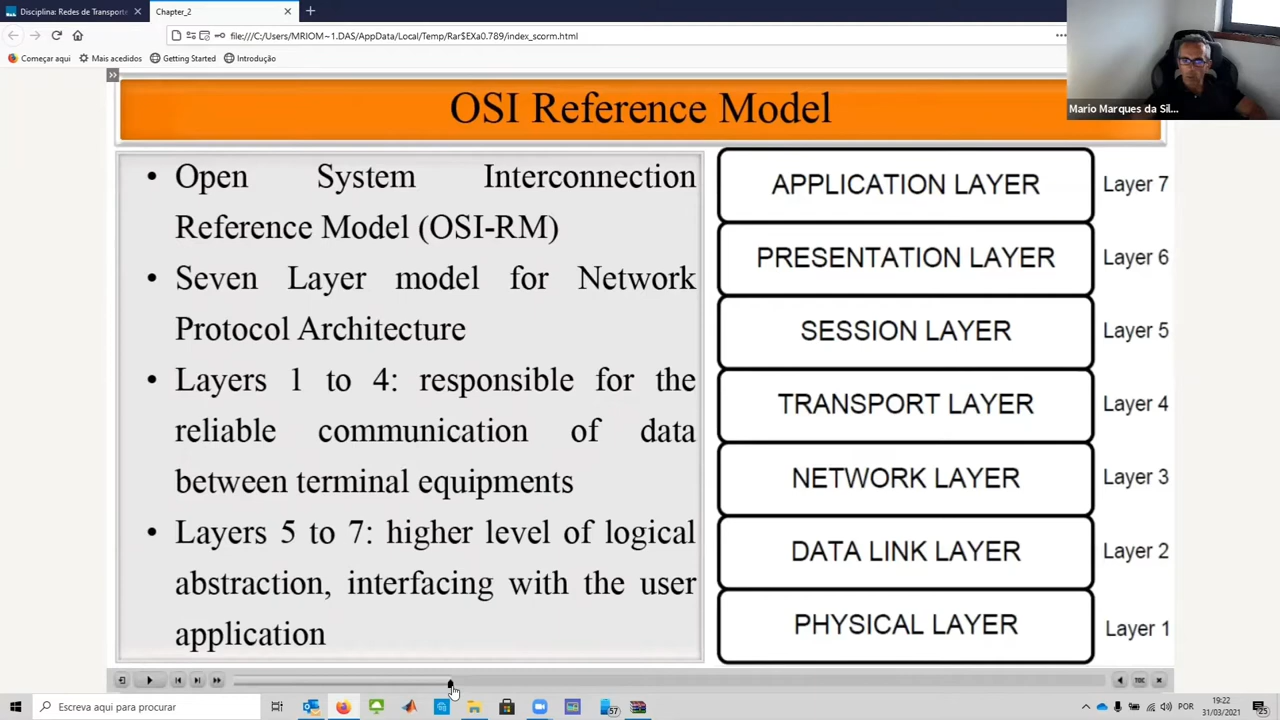 Disciplina: Redes de Transporte
Chapter_2
file:///C:/Users/MRIOM~1.DAS/AppData/Local/Temp/Rar$EXa0.789/index_scorm.html
Começar aqui
Mais acedidos
Getting Started
Introdução
Mario Marques da Sil...
OSI Reference Model
• Open System Interconnection
Reference Model (OSI-RM)
• Seven Layer model for Network
Protocol Architecture
• Layers 1 to 4: responsible for the
reliable communication of data
between terminal equipments
• Layers 5 to 7: higher level of logical
abstraction, interfacing with the user
application
APPLICATION LAYER Layer 7
PRESENTATION LAYER Layer 6
SESSION LAYER Layer 5
TRANSPORT LAYER Layer 4
NETWORK LAYER Layer 3
DATA LINK LAYER Layer 2
PHYSICAL LAYER Layer 1
TOC
Escreva aqui para procurar
57
POR
19:22
31/03/2021
25